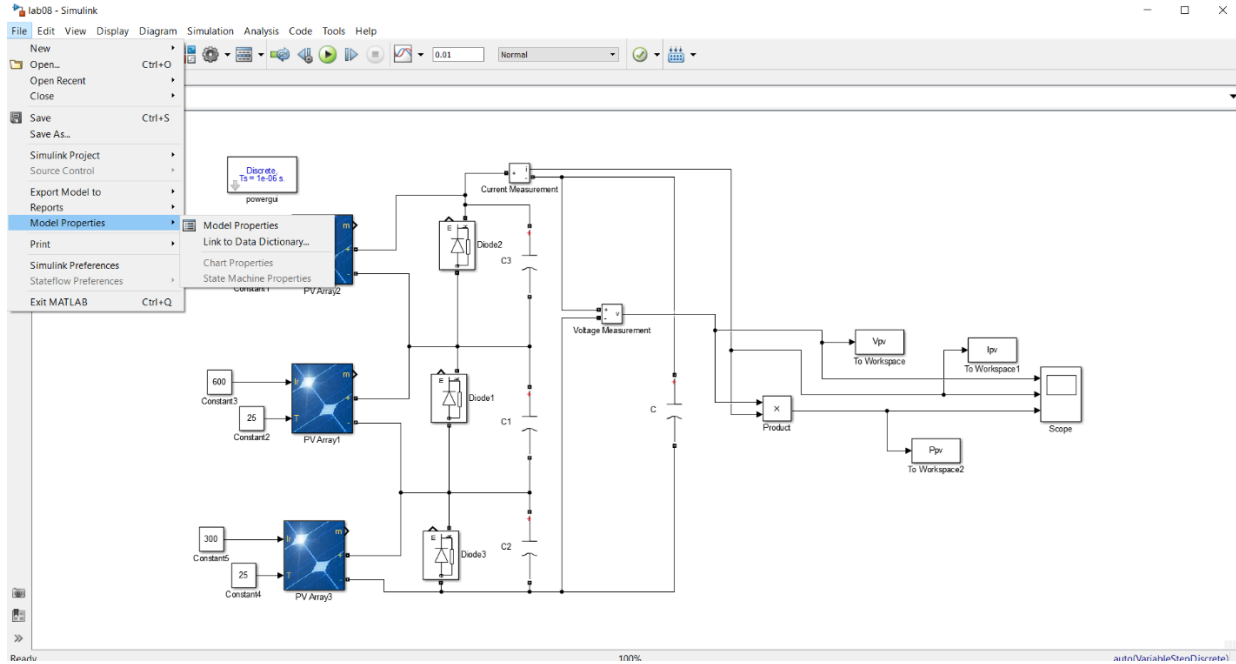 lab08 - Simulink
File Edit View Display Diagram Simulation Analysis Code Tools Help
New
Open... Ctrl+O
Open Recent
Close
Save Ctrl+S
Save As...
Simulink Project
Source Control
Export Model to
Reports
Model Properties
Print
Simulink Preferences
Stateflow Preferences
Exit MATLAB Ctrl+Q
Model Properties
Link to Data Dictionary...
Chart Properties
State Machine Properties
0.01
Normal
Discrete,
Ts = 1e-06 s.
powergui
m
+
-
Constant1
PV Array2
i
+
-
Current Measurement
E
Diode2
+
C3
+
-
v
Voltage Measurement
Vpv
To Workspace
Ipv
To Workspace1
600
Constant3
25
Constant2
Ir
T
m
+
-
PV Array1
E
Diode1
+
C1
+
C
×
Product
Scope
Ppv
To Workspace2
300
Constant5
25
Constant4
Ir
T
m
+
-
PV Array3
E
Diode3
+
C2
Ready
100%
auto(VariableStepDiscrete)